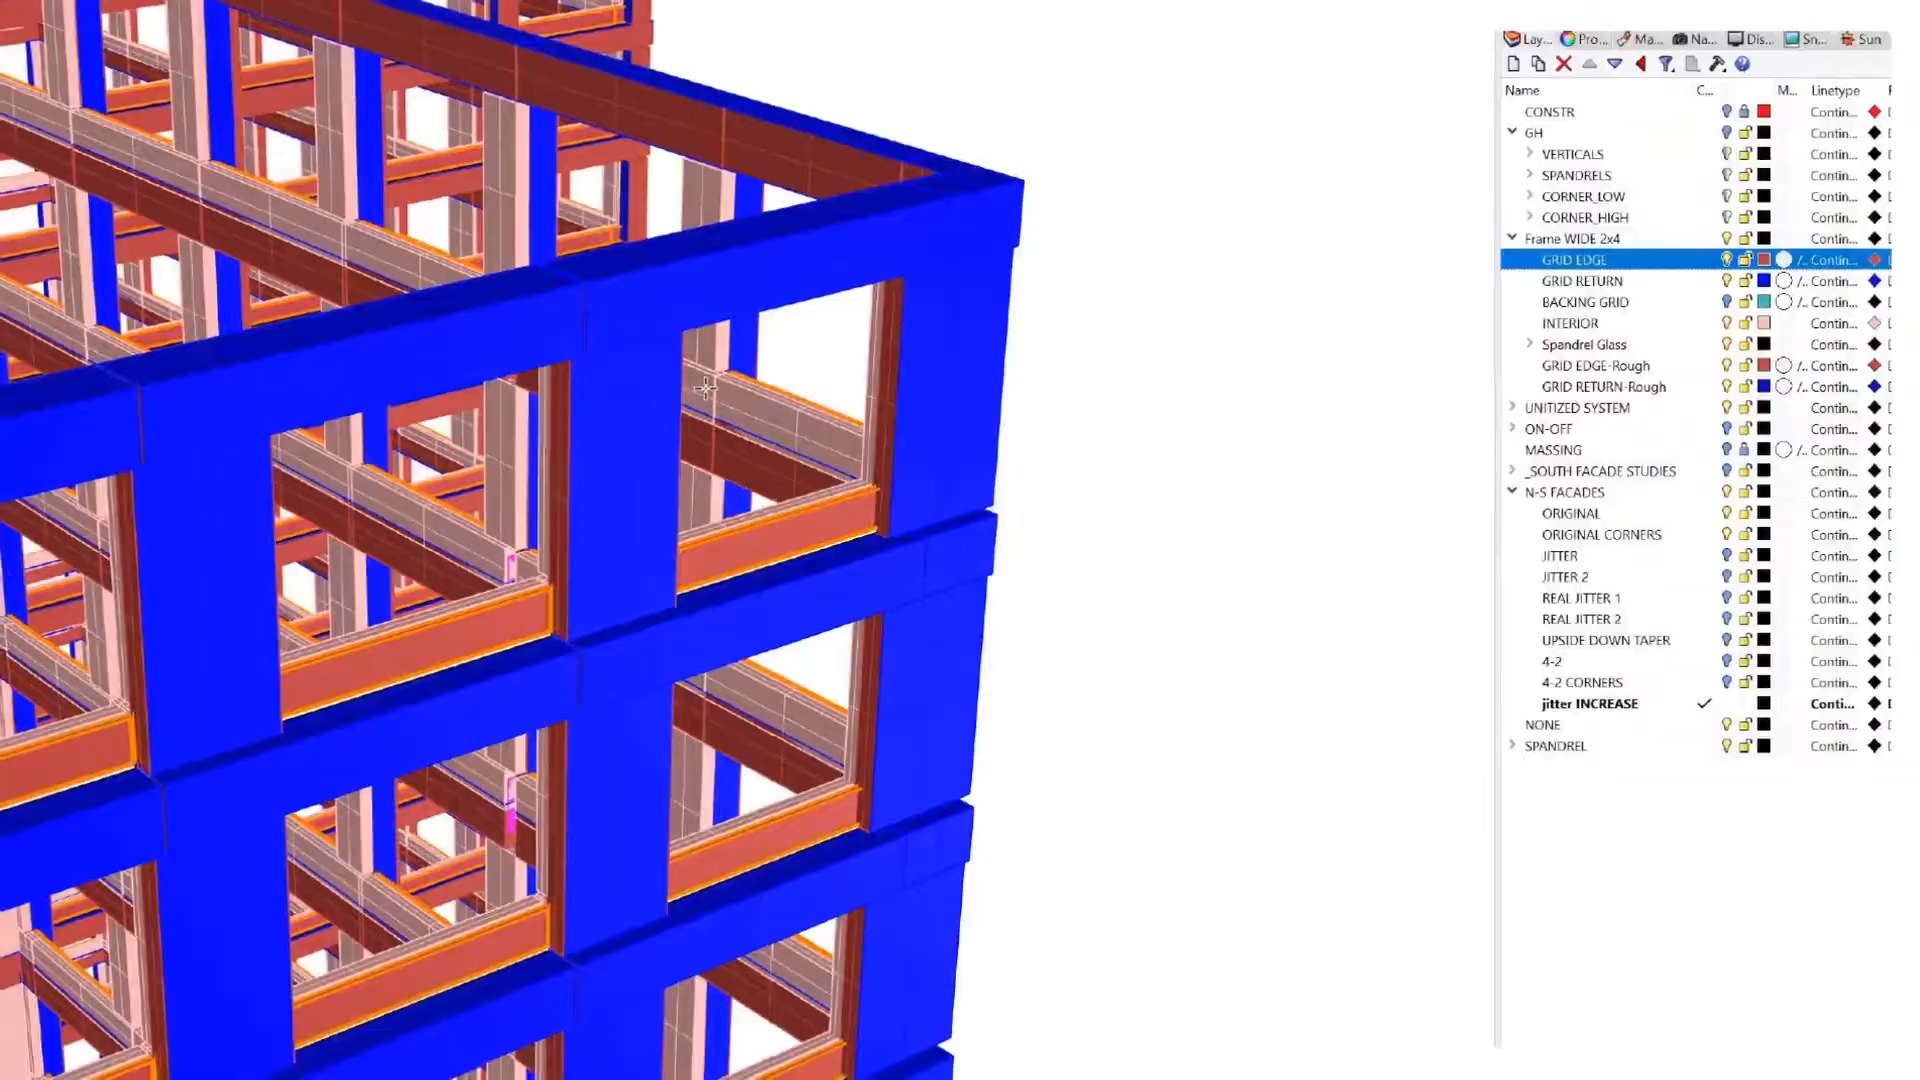 Lay... Pro... Ma... Na... Dis... Sn... Sun
Name C... M... Linetype
CONSTR Contin...
GH Contin...
VERTICALS Contin...
SPANDRELS Contin...
CORNER_LOW Contin...
CORNER_HIGH Contin...
Frame WIDE 2x4 Contin...
GRID EDGE /.. Contin...
GRID RETURN /.. Contin...
BACKING GRID /.. Contin...
INTERIOR Contin...
Spandrel Glass Contin...
GRID EDGE-Rough /.. Contin...
GRID RETURN-Rough /.. Contin...
UNITIZED SYSTEM Contin...
ON-OFF Contin...
MASSING /.. Contin...
_SOUTH FACADE STUDIES Contin...
N-S FACADES Contin...
ORIGINAL Contin...
ORIGINAL CORNERS Contin...
JITTER Contin...
JITTER 2 Contin...
REAL JITTER 1 Contin...
REAL JITTER 2 Contin...
UPSIDE DOWN TAPER Contin...
4-2 Contin...
4-2 CORNERS Contin...
jitter INCREASE Conti...
NONE Contin...
SPANDREL Contin...